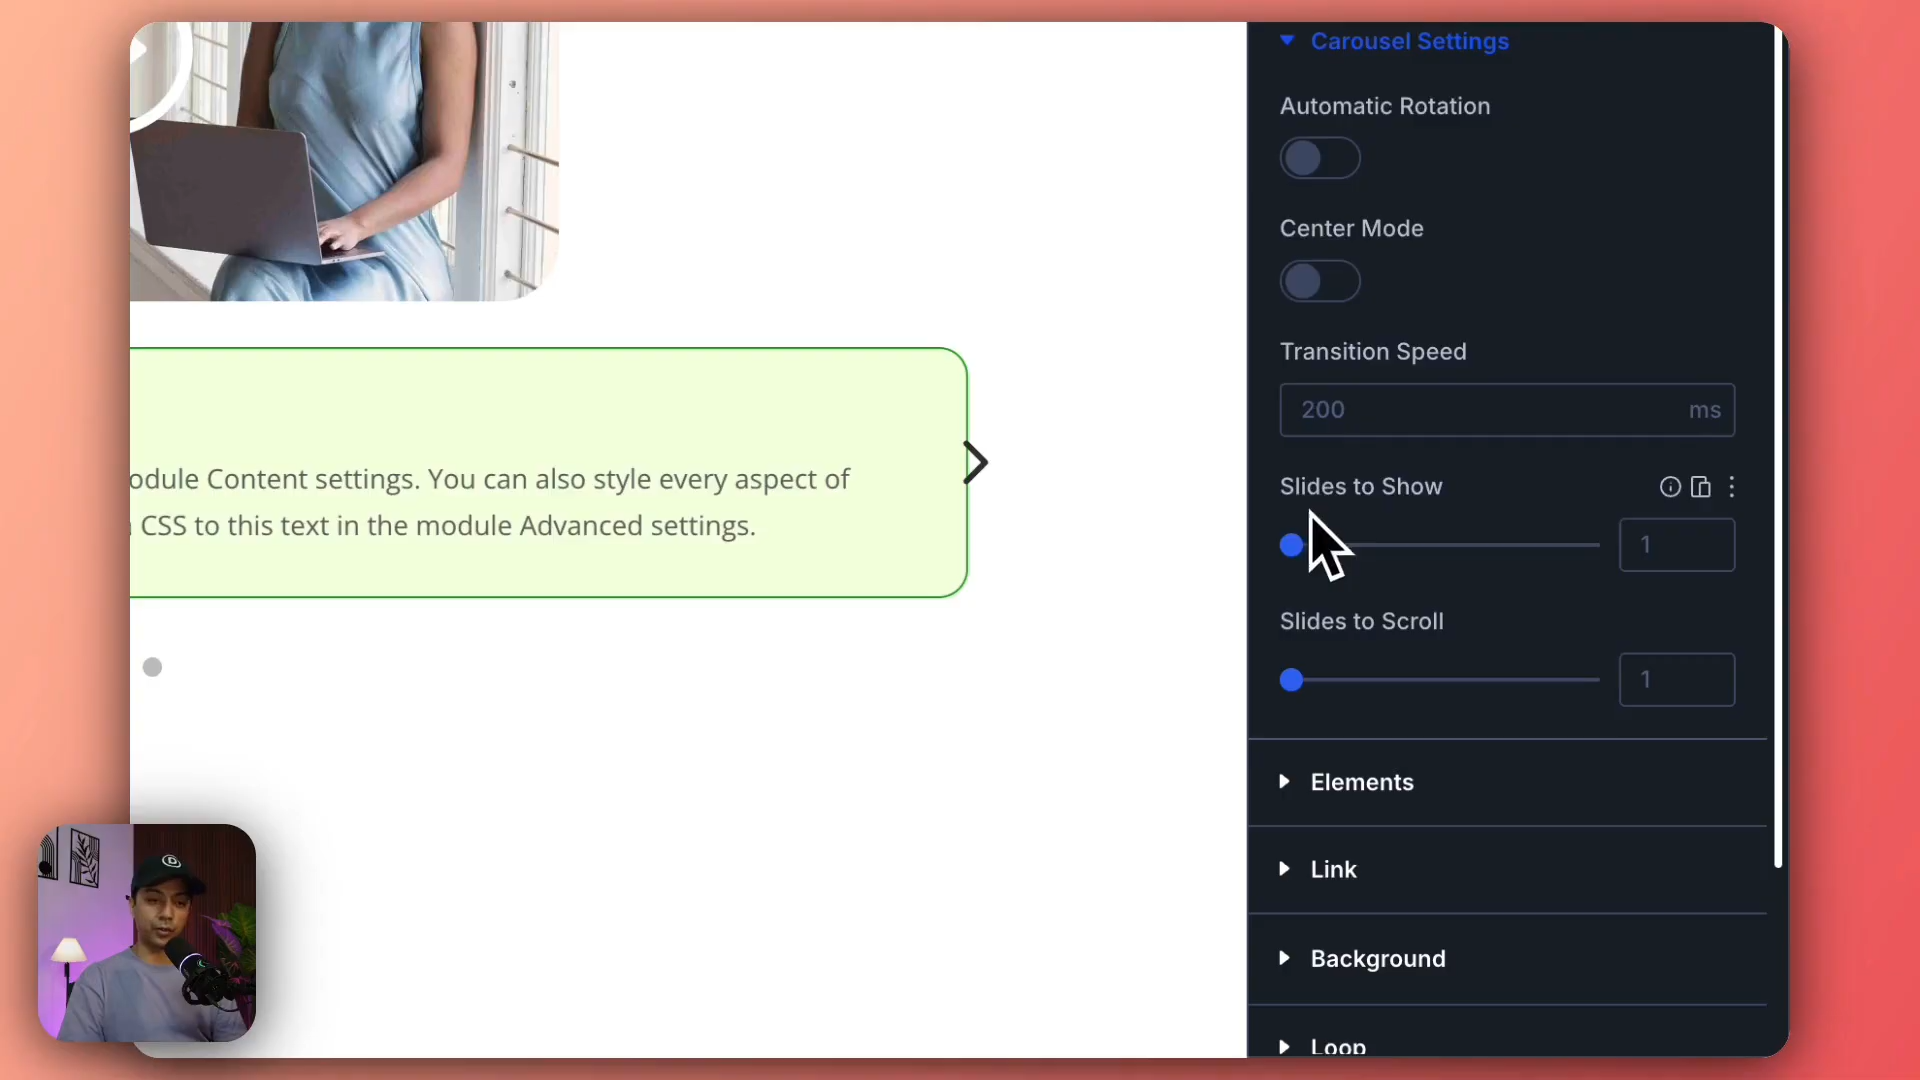 Carousel Settings
Automatic Rotation
Center Mode
Transition Speed
200 ms
odule Content settings. You can also style every aspect of
CSS to this text in the module Advanced settings.
Slides to Show
1
Slides to Scroll
1
Elements
Link
Background
Loop